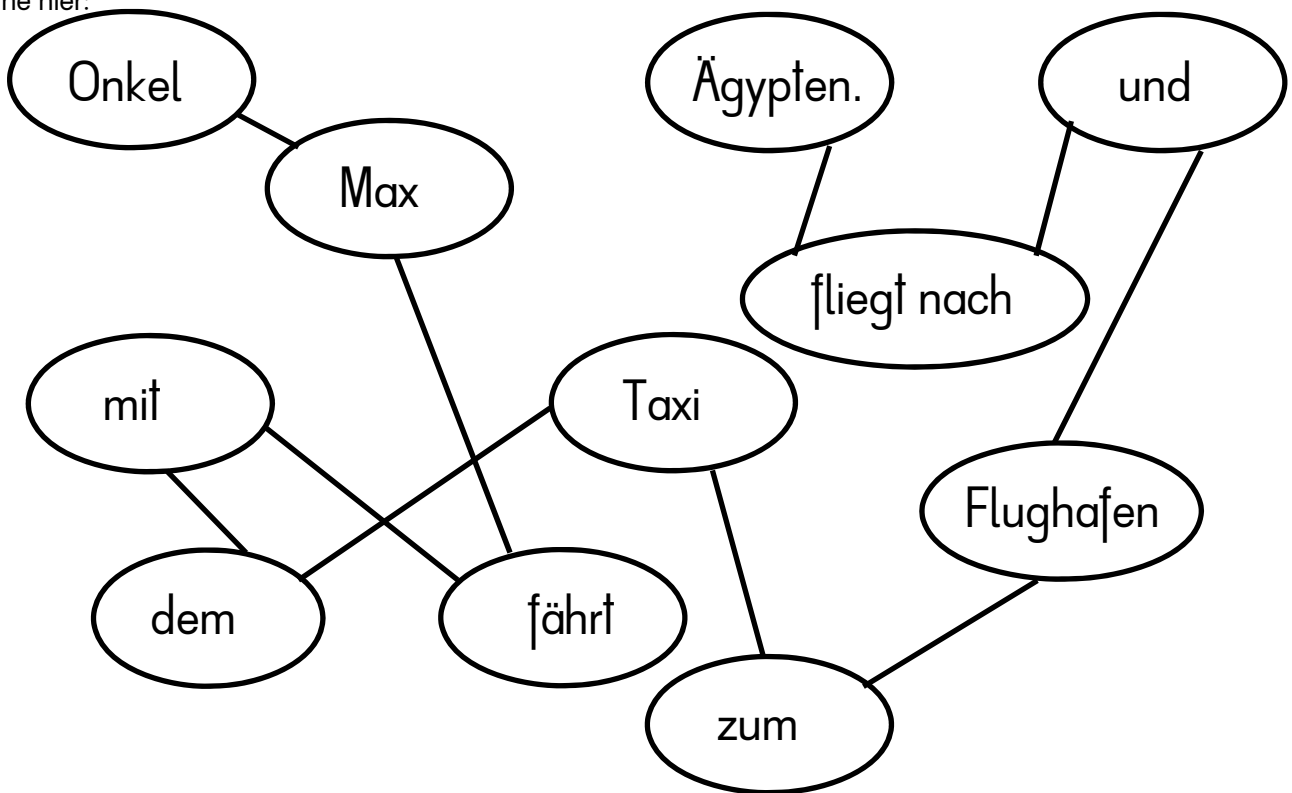 ne hier:
Onkel
Ägypten.
und
Max
fliegt nach
mit
Taxi
Flughafen
dem
fährt
zum